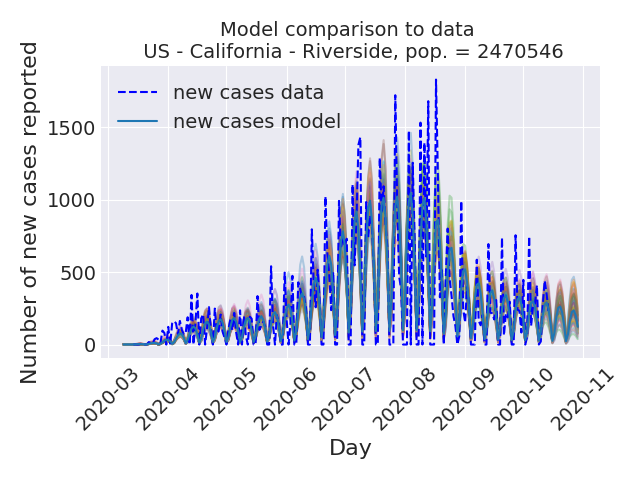 Model comparison to data
US - California - Riverside, pop. = 2470546
new cases data
new cases model
Number of new cases reported
1500
1000
500
0
2020-03
2020-04
2020-05
2020-06
2020-07
2020-08
2020-09
2020-10
2020-11
Day